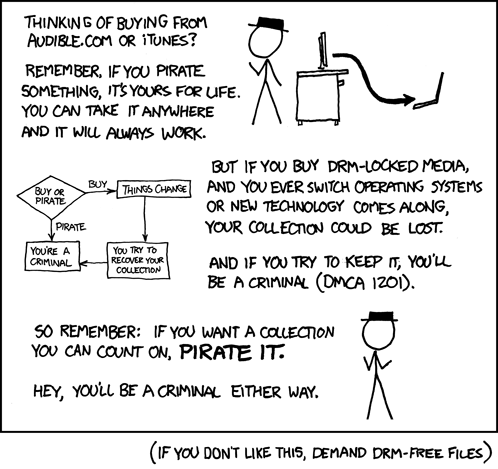 THINKING OF BUYING FROM
AUDIBLE.COM OR iTUNES?
REMEMBER, IF YOU PIRATE
SOMETHING, IT'S YOURS FOR LIFE.
YOU CAN TAKE IT ANYWHERE
AND IT WILL ALWAYS WORK.
BUY OR
PIRATE
BUY
THINGS CHANGE
PIRATE
YOU'RE A
CRIMINAL
YOU TRY TO
RECOVER YOUR
COLLECTION
BUT IF YOU BUY DRM-LOCKED MEDIA,
AND YOU EVER SWITCH OPERATING SYSTEMS
OR NEW TECHNOLOGY COMES ALONG,
YOUR COLLECTION COULD BE LOST.
AND IF YOU TRY TO KEEP IT, YOU'LL
BE A CRIMINAL (DMCA 1201).
SO REMEMBER: IF YOU WANT A COLLECTION
YOU CAN COUNT ON, PIRATE IT.
HEY, YOU'LL BE A CRIMINAL EITHER WAY.
(IF YOU DON'T LIKE THIS, DEMAND DRM-FREE FILES)